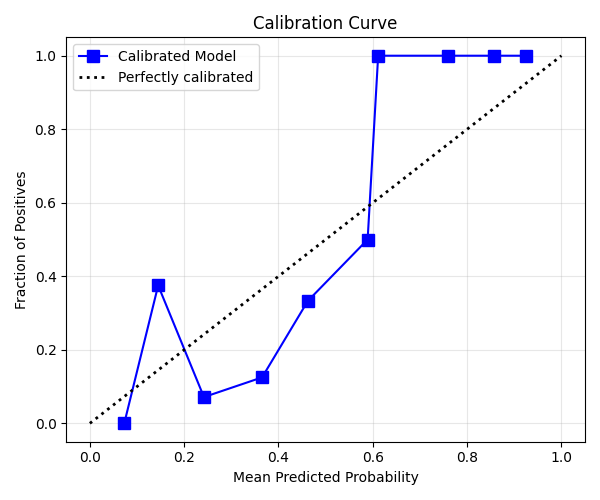 Calibration Curve
Calibrated Model
Perfectly calibrated
Fraction of Positives
1.0
0.8
0.6
0.4
0.2
0.0
0.0 0.2 0.4 0.6 0.8 1.0
Mean Predicted Probability